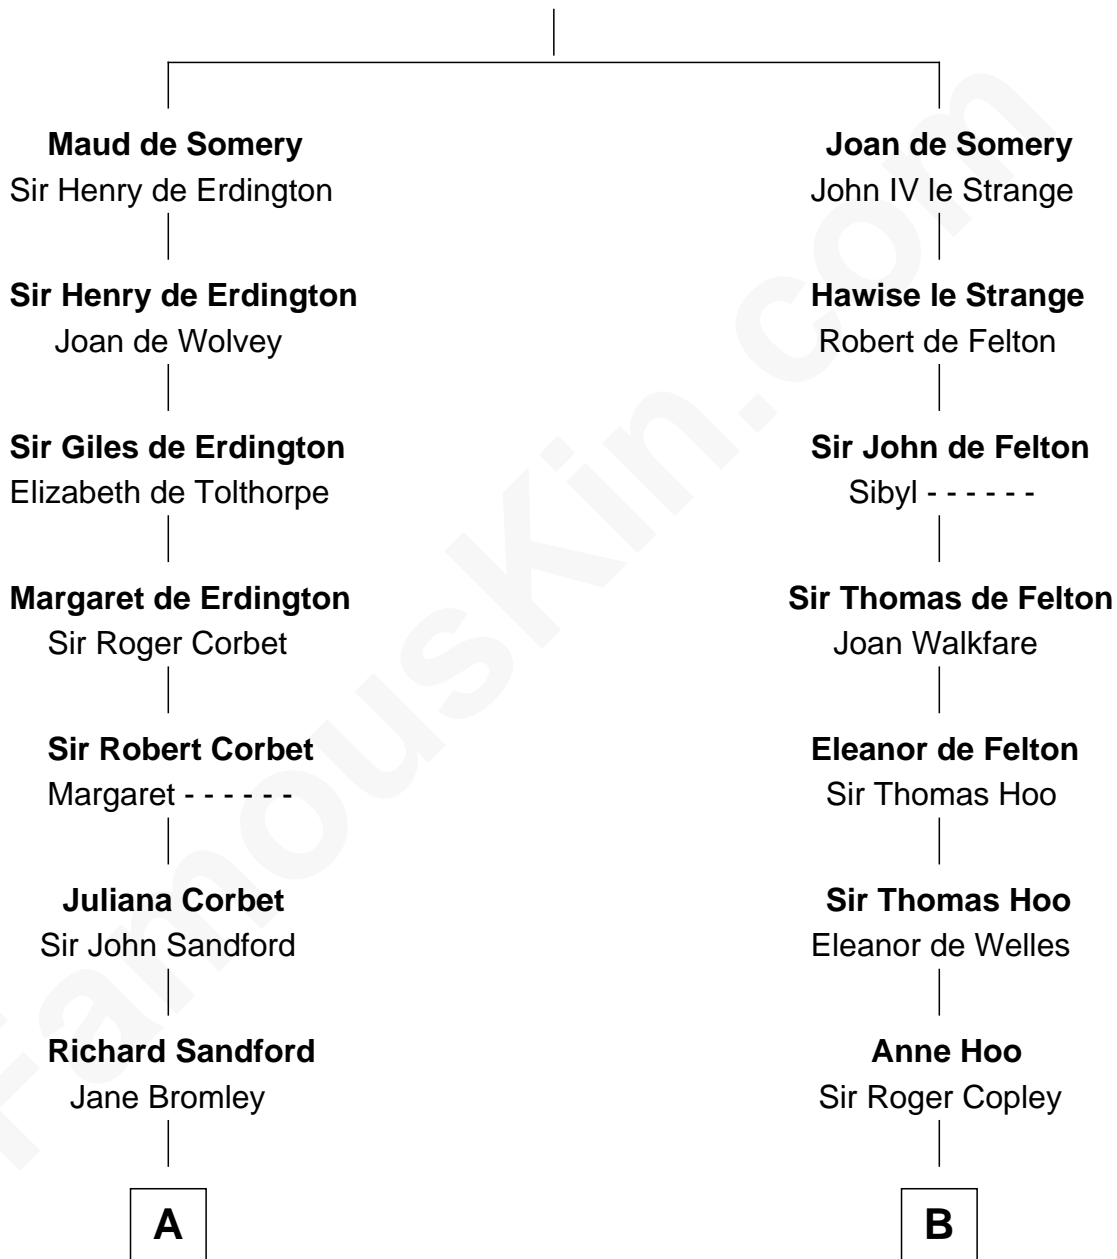 Maud de Somery
Sir Henry de Erdington
Sir Henry de Erdington
Joan de Wolvey
Sir Giles de Erdington
Elizabeth de Tolthorpe
Margaret de Erdington
Sir Roger Corbet
Sir Robert Corbet
Margaret - - - - - -
Juliana Corbet
Sir John Sandford
Richard Sandford
Jane Bromley
A
Joan de Somery
John IV le Strange
Hawise le Strange
Robert de Felton
Sir John de Felton
Sibyl - - - - - -
Sir Thomas de Felton
Joan Walkfare
Eleanor de Felton
Sir Thomas Hoo
Sir Thomas Hoo
Eleanor de Welles
Anne Hoo
Sir Roger Copley
B
FamousKin.com